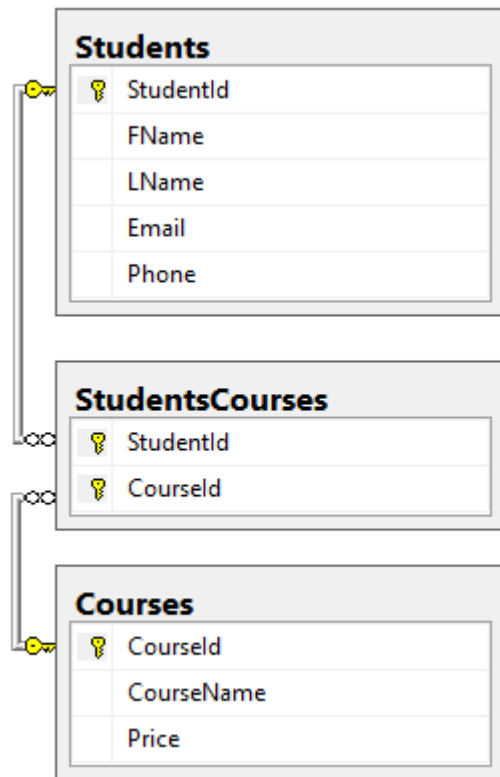 Students
StudentId
FName
LName
Email
Phone
StudentsCourses
StudentId
CourseId
Courses
CourseId
CourseName
Price